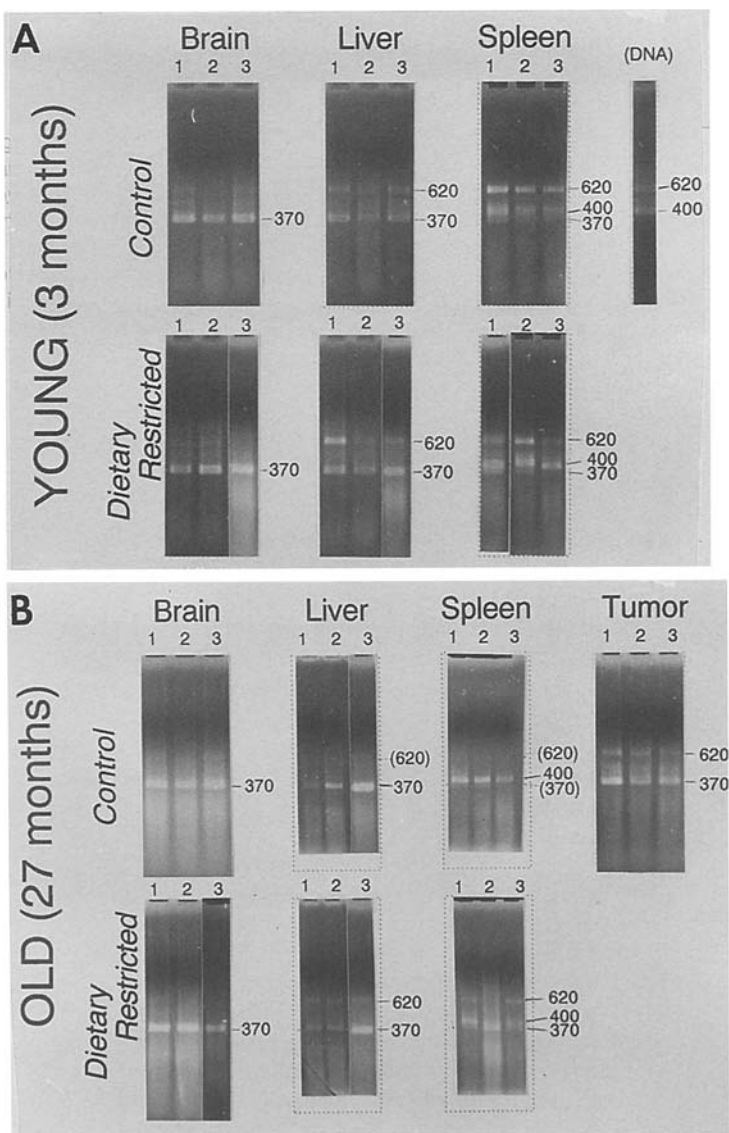 A
Brain Liver Spleen (DNA)
1 2 3 1 2 3 1 2 3
YOUNG (3 months)
Control
370
620
370
620
400
370
620
400
Dietary
Restricted
1 2 3 1 2 3 1 2 3
370
620
370
620
400
370
B
Brain Liver Spleen Tumor
1 2 3 1 2 3 1 2 3 1 2 3
OLD (27 months)
Control
370
(620)
370
(620)
400
(370)
620
370
Dietary
Restricted
1 2 3 1 2 3 1 2 3
370
620
370
620
400
370